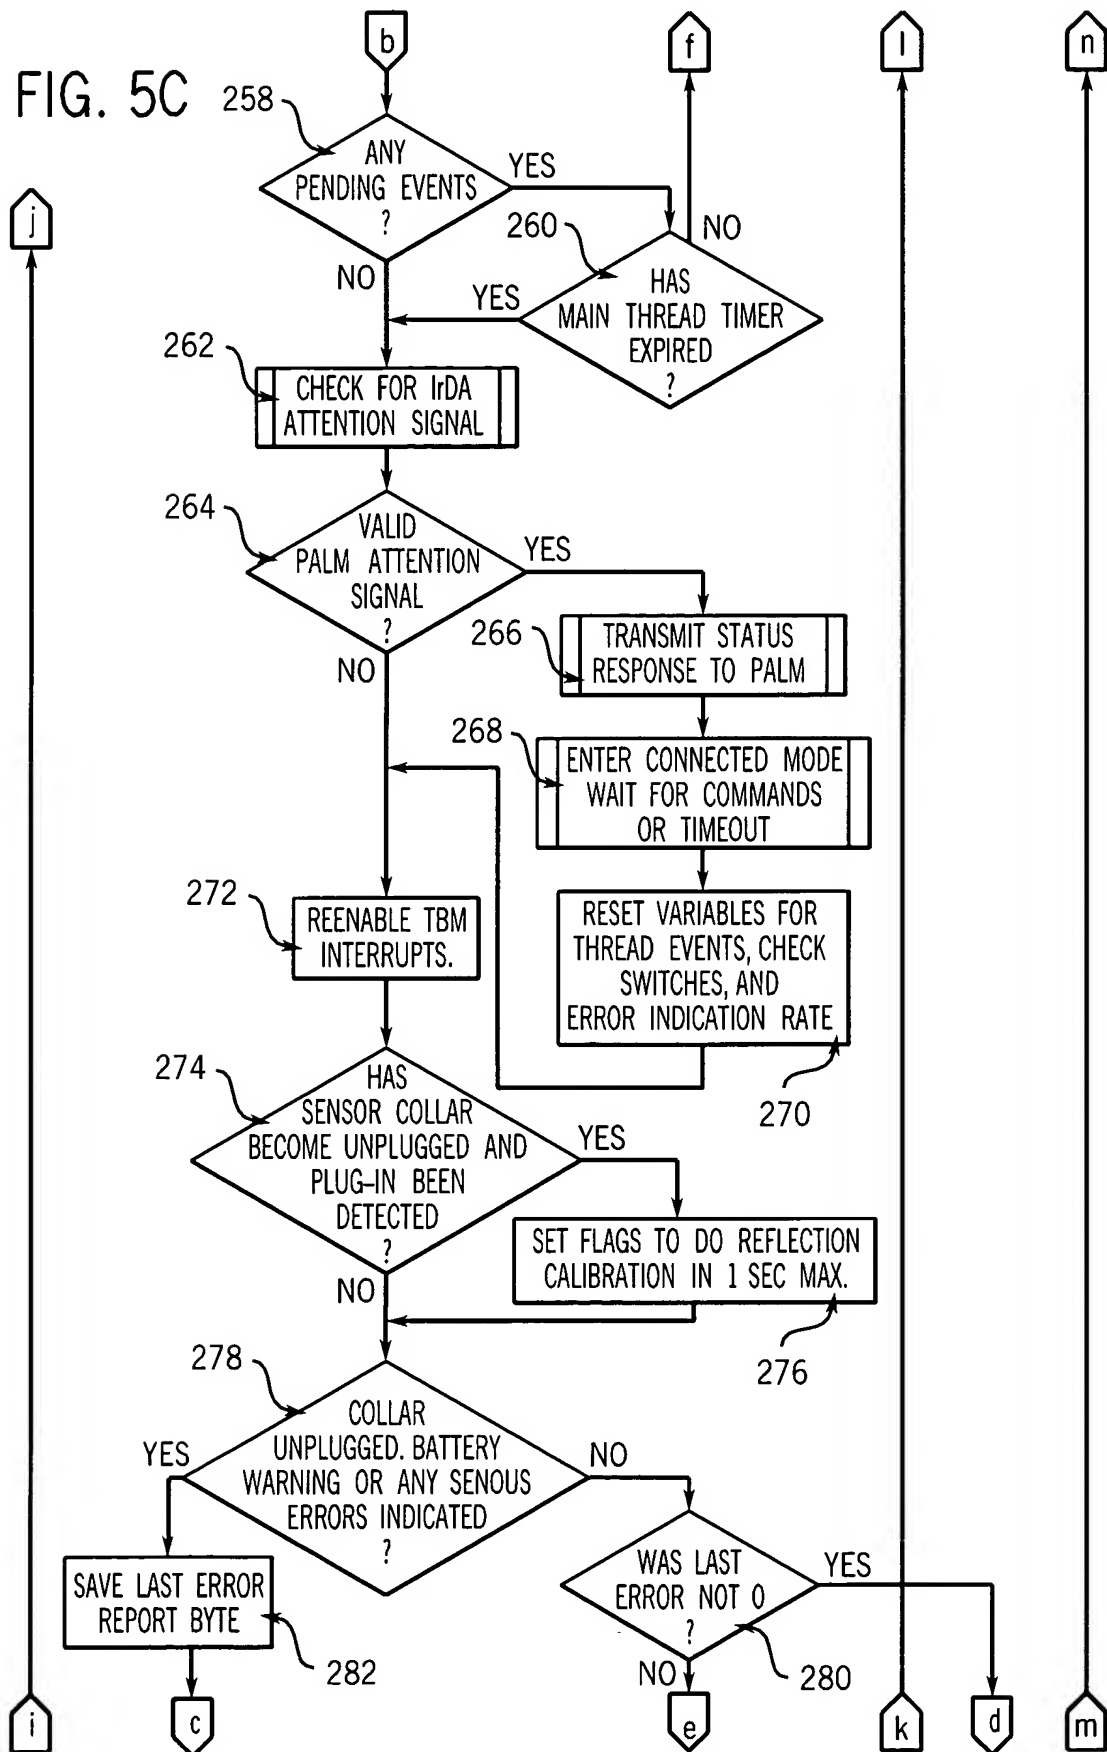 b
f
l
n
FIG. 5C
258
ANY
PENDING EVENTS
?
YES
NO
j
260
NO
HAS
MAIN THREAD TIMER
EXPIRED
?
YES
262
CHECK FOR IrDA
ATTENTION SIGNAL
264
VALID
PALM ATTENTION
SIGNAL
?
YES
NO
266
TRANSMIT STATUS
RESPONSE TO PALM
268
ENTER CONNECTED MODE
WAIT FOR COMMANDS
OR TIMEOUT
272
REENABLE TBM
INTERRUPTS.
RESET VARIABLES FOR
THREAD EVENTS, CHECK
SWITCHES, AND
ERROR INDICATION RATE
270
274
HAS
SENSOR COLLAR
BECOME UNPLUGGED AND
PLUG-IN BEEN
DETECTED
?
YES
NO
SET FLAGS TO DO REFLECTION
CALIBRATION IN 1 SEC MAX.
276
278
COLLAR
UNPLUGGED. BATTERY
WARNING OR ANY SENOUS
ERRORS INDICATED
?
YES
NO
SAVE LAST ERROR
REPORT BYTE
282
WAS LAST
ERROR NOT 0
?
YES
NO
280
i
c
e
k
d
m